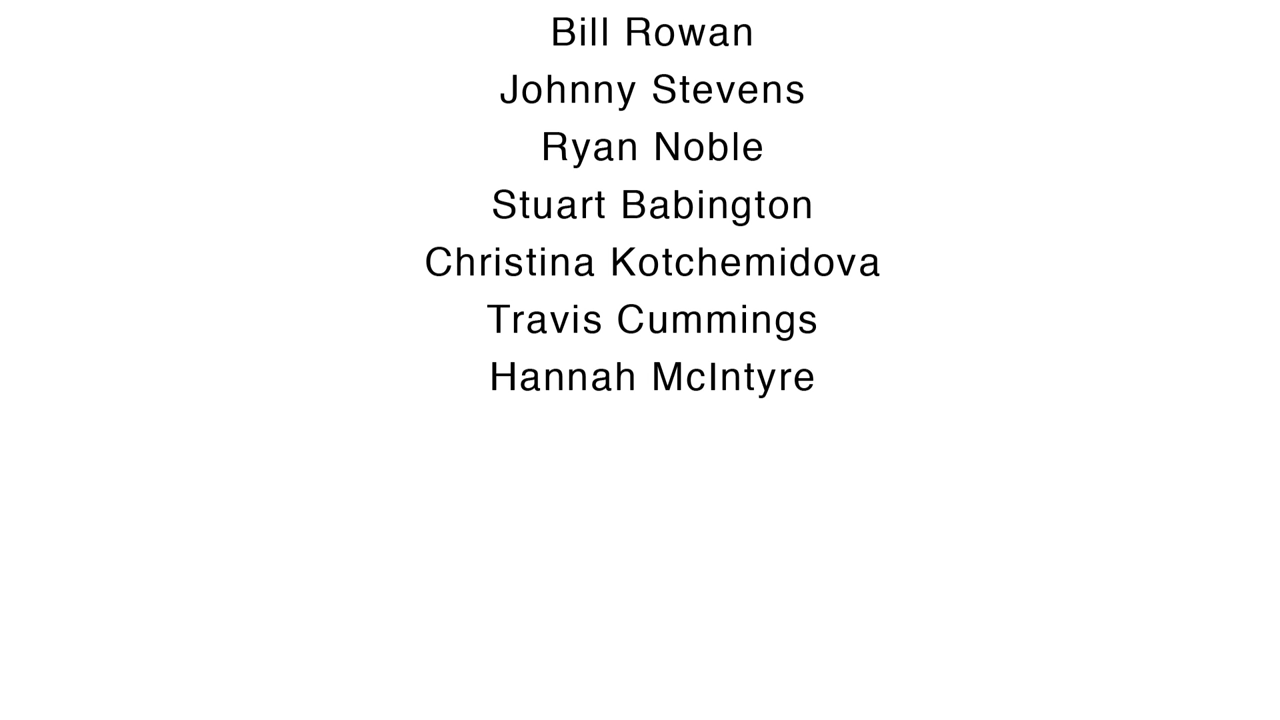 Bill Rowan
Johnny Stevens
Ryan Noble
Stuart Babington
Christina Kotchemidova
Travis Cummings
Hannah McIntyre